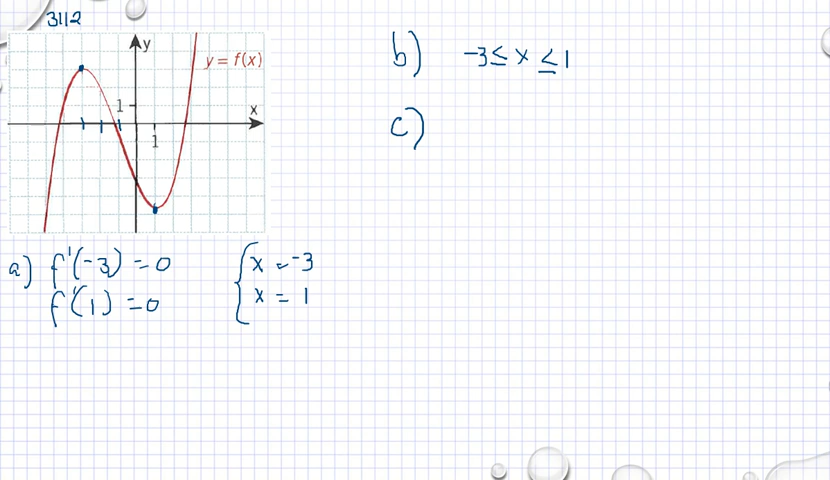 3112
y
y = f(x)
1
x
1
a) f'(-3) = 0
f'(1) = 0
{ x = -3
x = 1
b) -3 ≤ x ≤ 1
c)